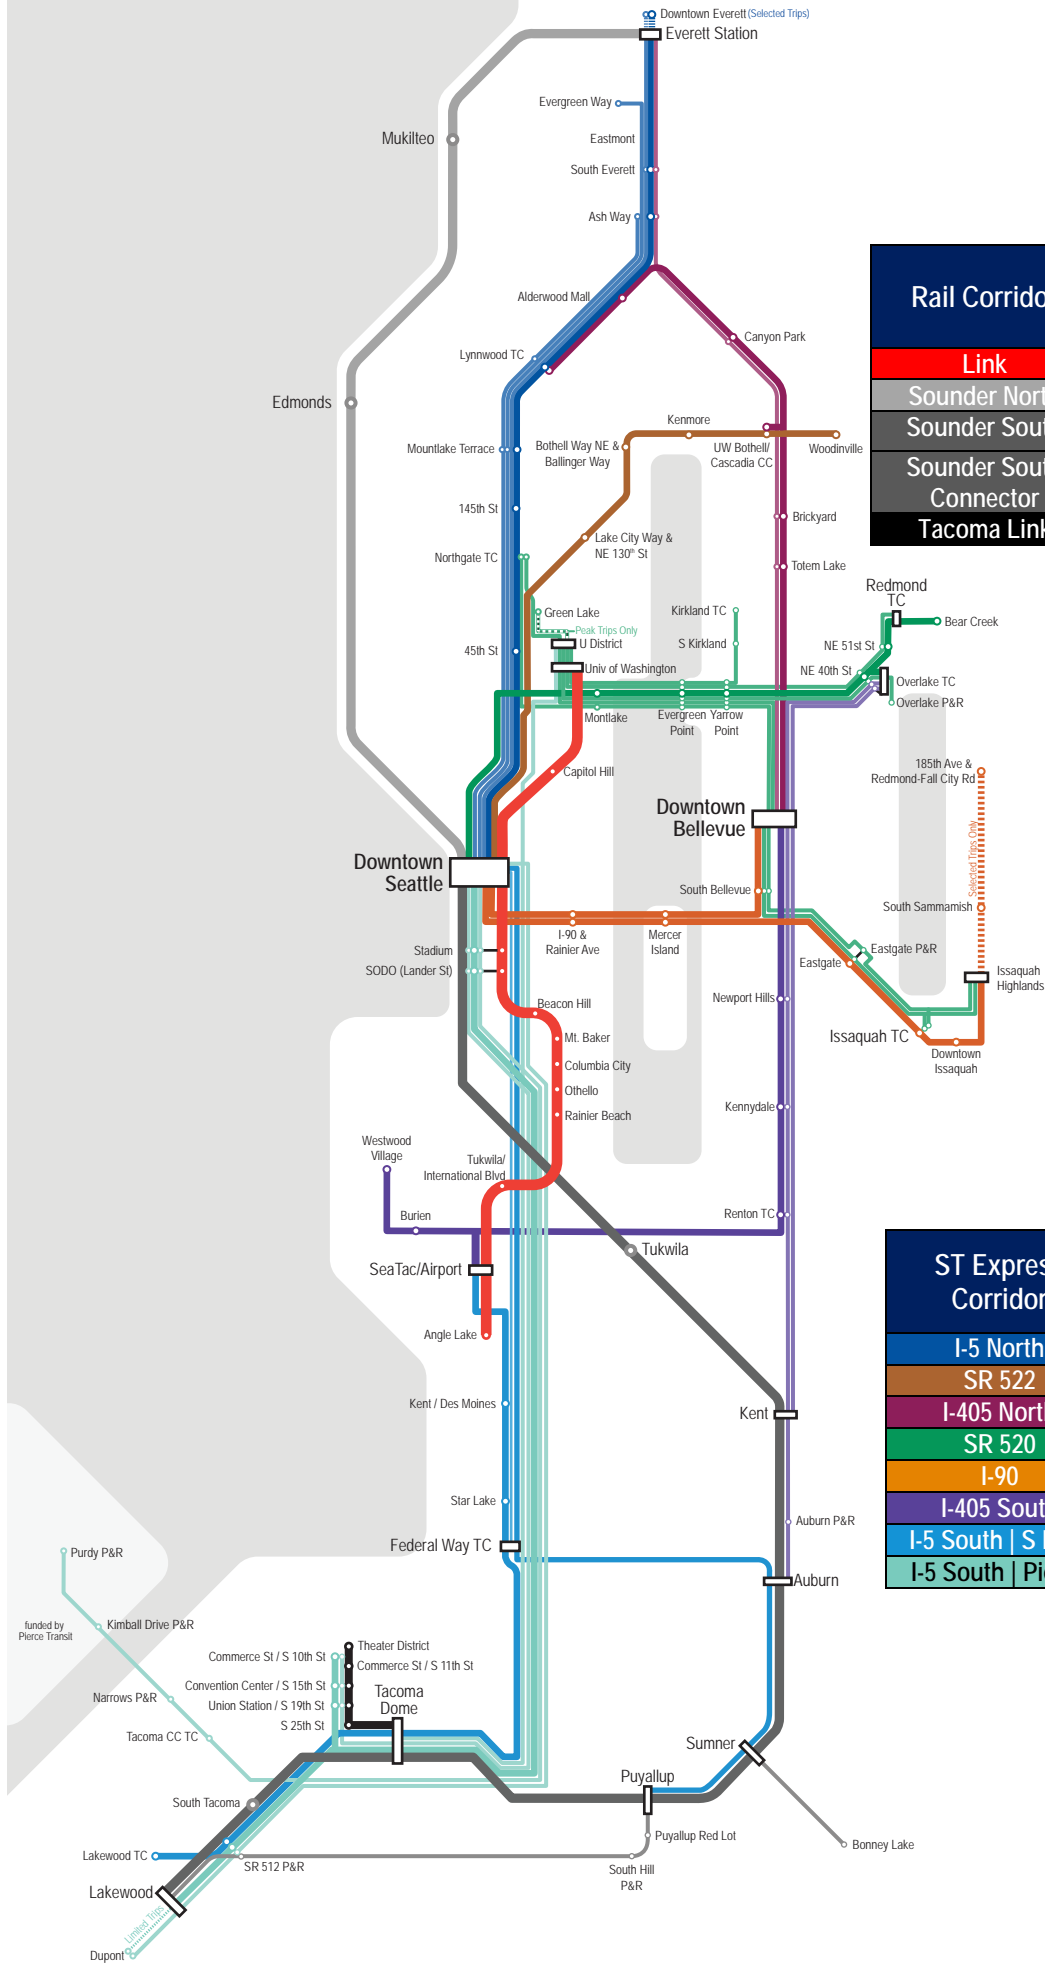 Downtown Everett (Selected Trips)
Everett Station
Evergreen Way
Mukilteo
Eastmont
South Everett
Ash Way
Rail Corrido
Link
Sounder Nort
Sounder Sout
Sounder Sout
Connector
Tacoma Link
Alderwood Mall
Canyon Park
Lynnwood TC
Edmonds
Kenmore
Mountlake Terrace
Bothell Way NE &
Ballinger Way
UW Bothell/
Cascadia CC
Woodinville
145th St
Brickyard
Lake City Way &
NE 130th St
Northgate TC
Totem Lake
Redmond
TC
Green Lake
Kirkland TC
Bear Creek
Peak Trips Only
U District
S Kirkland
NE 51st St
45th St
Univ of Washington
NE 40th St
Overlake TC
Overlake P&R
Montlake
Evergreen
Point
Yarrow
Point
Capitol Hill
185th Ave &
Redmond-Fall City Rd
Downtown
Bellevue
Downtown
Seattle
Selected Trips Only
South Bellevue
South Sammamish
I-90 &
Rainier Ave
Mercer
Island
Stadium
Eastgate P&R
SODO (Lander St)
Eastgate
Issaquah
Highlands
Newport Hills
Beacon Hill
Issaquah TC
Mt. Baker
Downtown
Issaquah
Columbia City
Othello
Kennydale
Rainier Beach
Westwood
Village
Tukwila/
International Blvd
Burien
Renton TC
Tukwila
SeaTac/Airport
ST Expres
Corridor
I-5 North
SR 522
I-405 Nort
SR 520
I-90
I-405 Sout
I-5 South | S
I-5 South | Pi
Angle Lake
Kent / Des Moines
Kent
Star Lake
Auburn P&R
Federal Way TC
Purdy P&R
Auburn
funded by
Pierce Transit
Kimball Drive P&R
Theater District
Commerce St / S 10th St
Commerce St / S 11th St
Convention Center / S 15th St
Tacoma
Dome
Narrows P&R
Union Station / S 19th St
S 25th St
Tacoma CC TC
Sumner
Puyallup
South Tacoma
Puyallup Red Lot
Bonney Lake
Lakewood TC
SR 512 P&R
South Hill
P&R
Lakewood
Limited Trips
Dupont